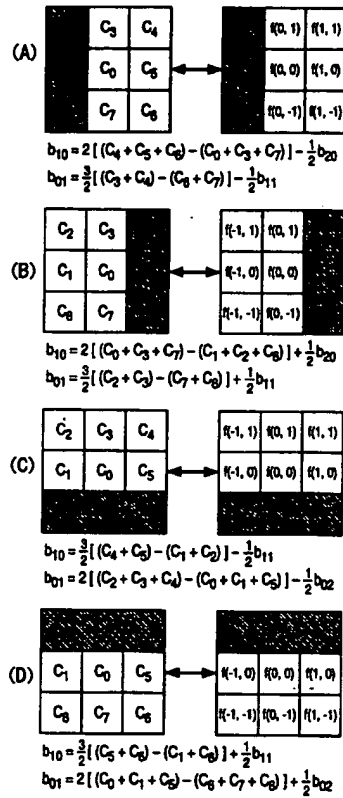 C₃ C₄ f(0, 1) f(1, 1)
(A) C₀ C₅ f(0, 0) f(1, 0)
C₇ C₆ f(0, -1) f(1, -1)
b₁₀ = 2 [ (C₄ + C₅ + C₆) − (C₀ + C₃ + C₇) ] − ½ b₂₀
b₀₁ = 3/2 [ (C₃ + C₄) − (C₆ + C₇) ] − ½ b₁₁
C₂ C₃ f(-1, 1) f(0, 1)
(B) C₁ C₀ f(-1, 0) f(0, 0)
C₈ C₇ f(-1, -1) f(0, -1)
b₁₀ = 2 [ (C₀ + C₃ + C₇) − (C₁ + C₂ + C₈) ] + ½ b₂₀
b₀₁ = 3/2 [ (C₂ + C₃) − (C₇ + C₈) ] + ½ b₁₁
C₂ C₃ C₄ f(-1, 1) f(0, 1) f(1, 1)
(C) C₁ C₀ C₅ f(-1, 0) f(0, 0) f(1, 0)
b₁₀ = 3/2 [ (C₄ + C₅) − (C₁ + C₂) ] − ½ b₁₁
b₀₁ = 2 [ (C₂ + C₃ + C₄) − (C₀ + C₁ + C₅) ] − ½ b₀₂
(D) C₁ C₀ C₅ f(-1, 0) f(0, 0) f(1, 0)
C₈ C₇ C₆ f(-1, -1) f(0, -1) f(1, -1)
b₁₀ = 3/2 [ (C₅ + C₆) − (C₁ + C₈) ] + ½ b₁₁
b₀₁ = 2 [ (C₀ + C₁ + C₅) − (C₆ + C₇ + C₈) ] + ½ b₀₂